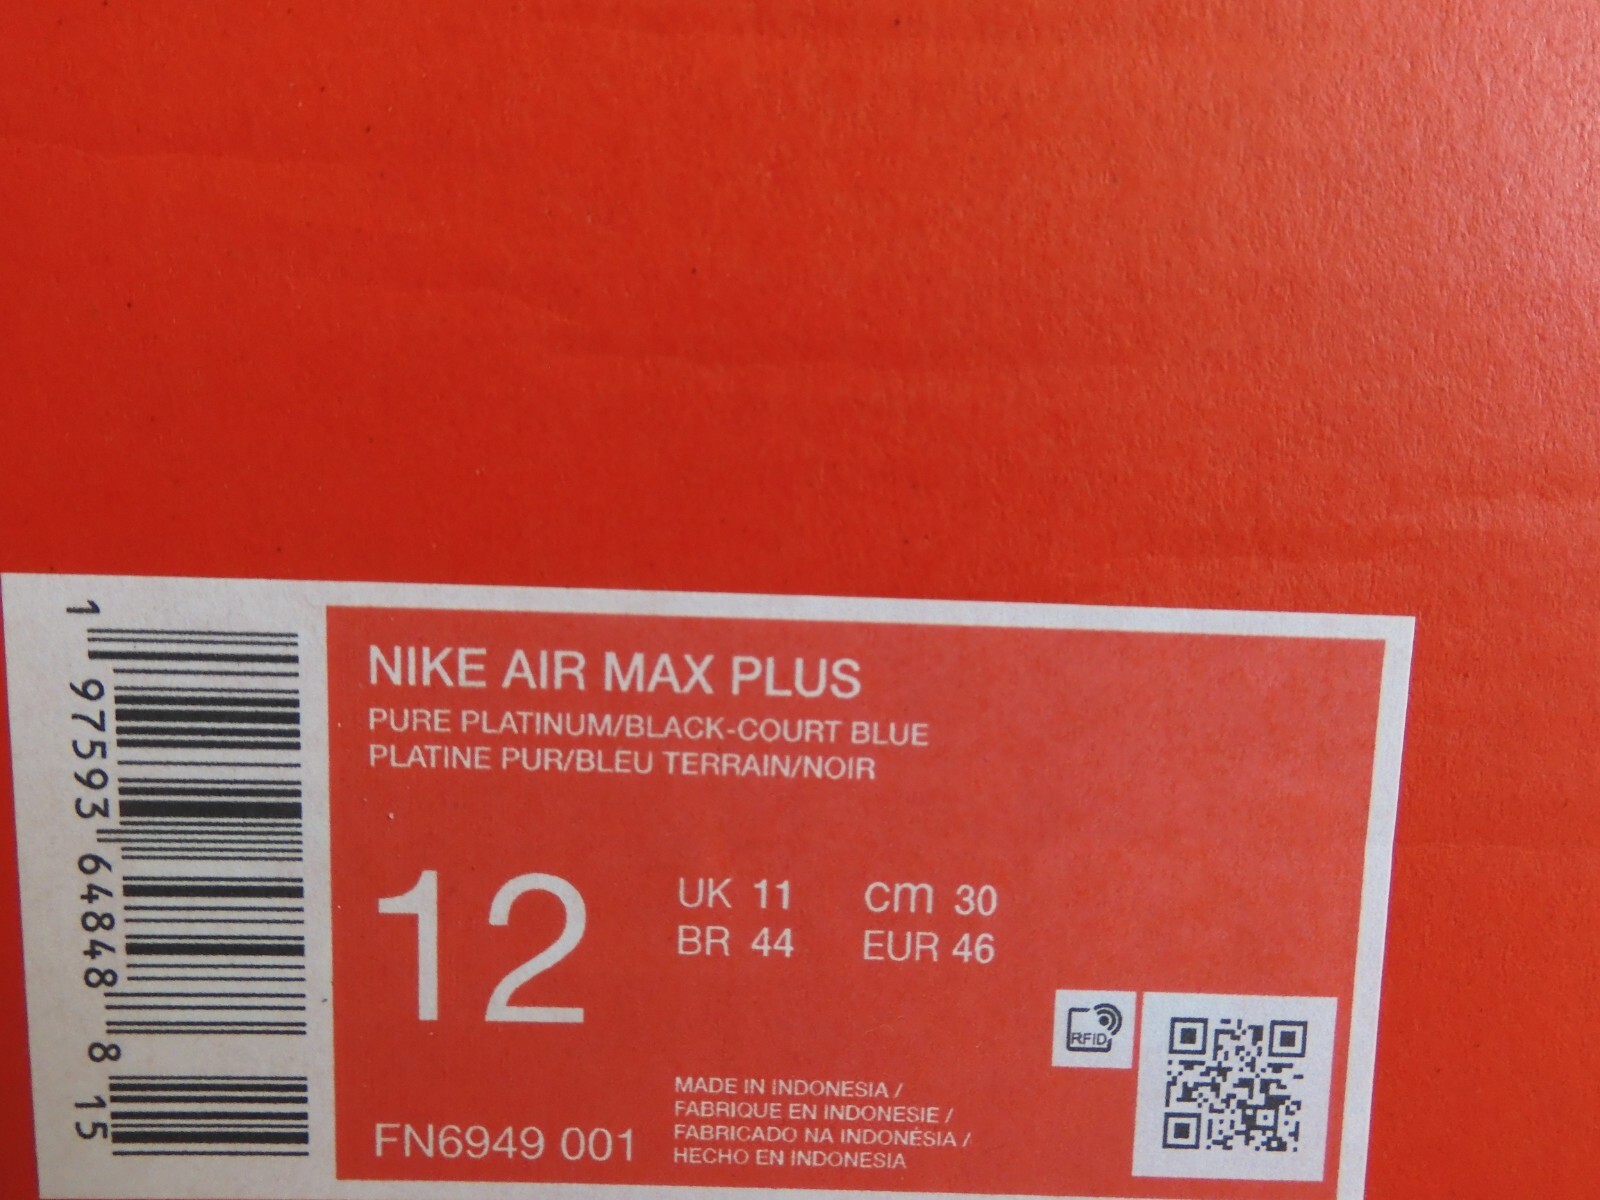 NIKE AIR MAX PLUS
PURE PLATINUM/BLACK-COURT BLUE
PLATINE PUR/BLEU TERRAIN/NOIR
12
UK 11 cm 30
BR 44 EUR 46
RFID
MADE IN INDONESIA /
FABRIQUE EN INDONESIE /
FABRICADO NA INDONÉSIA /
HECHO EN INDONESIA
FN6949 001
1 97593 64848 8 15